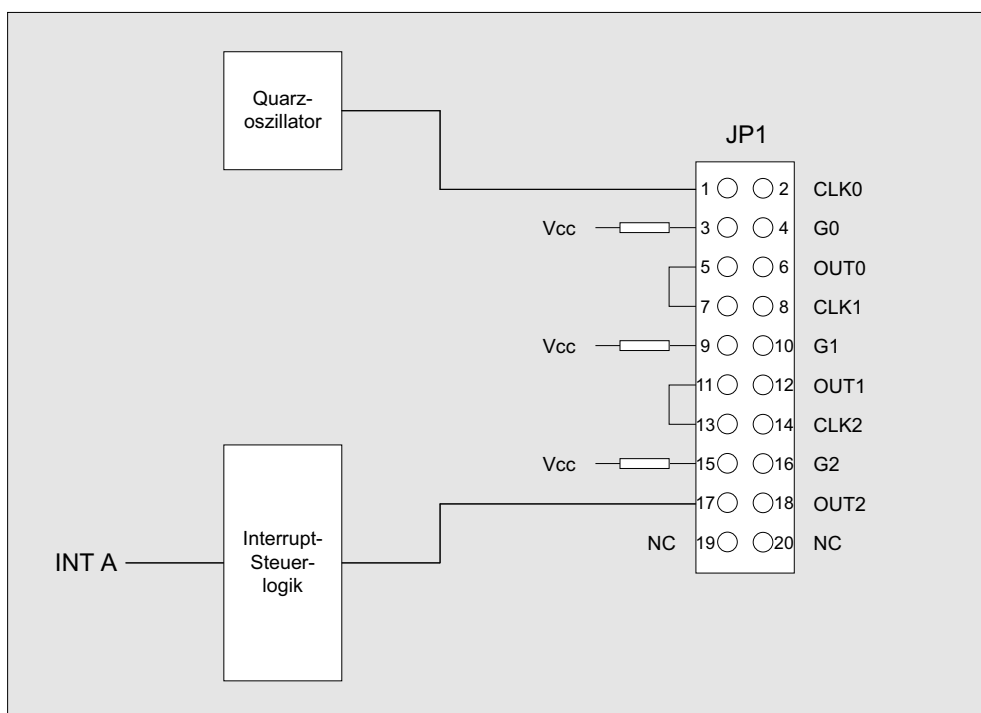 Quarz-
oszillator
JP1
1 2 CLK0
Vcc 3 4 G0
5 6 OUT0
7 8 CLK1
Vcc 9 10 G1
11 12 OUT1
13 14 CLK2
Vcc 15 16 G2
17 18 OUT2
NC 19 20 NC
INT A
Interrupt-
Steuer-
logik